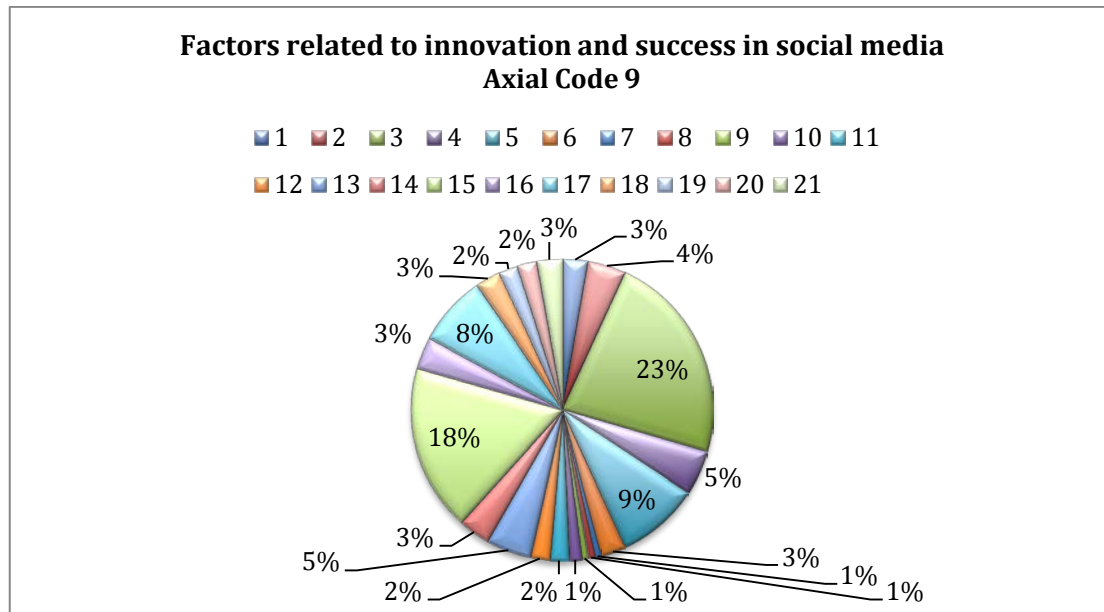 Factors related to innovation and success in social media
Axial Code 9
1 2 3 4 5 6 7 8 9 10 11
12 13 14 15 16 17 18 19 20 21
2% 3% 3%
2% 4%
3%
3% 8% 23%
18% 5%
9%
3%
5% 3%
2% 2% 1% 1% 1% 1%